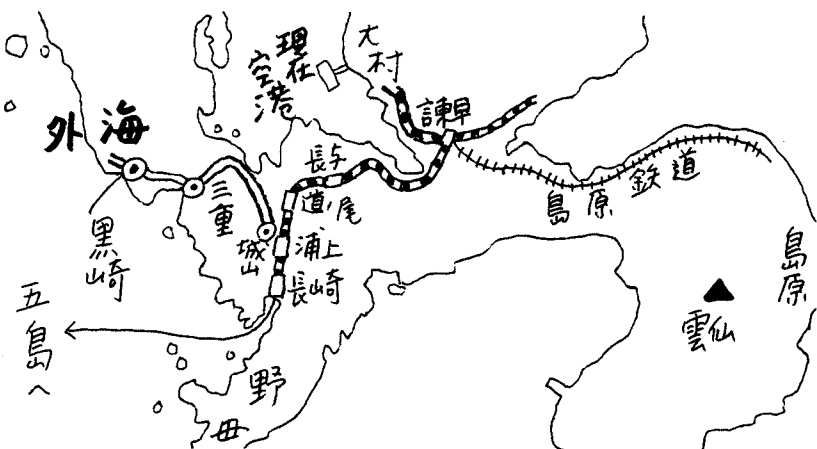 現在
空港
大村
外海
諫早
長与
道ノ尾
島原鉄道
三重
城山
浦上
長崎
黒崎
島原
雲仙
五島へ
野母